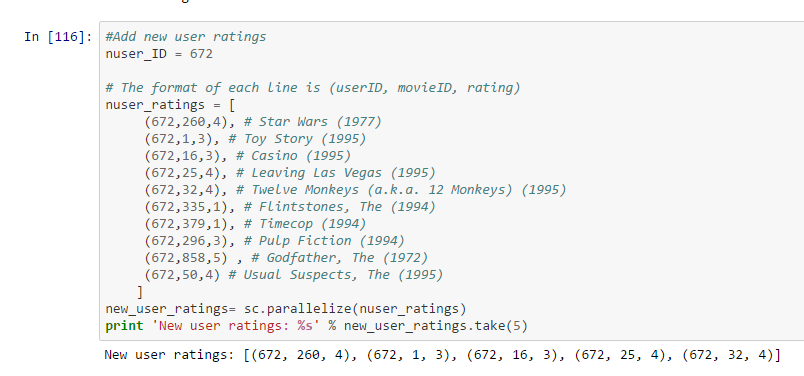 In [116]: #Add new user ratings
nuser_ID = 672
# The format of each line is (userID, movieID, rating)
nuser_ratings = [
(672,260,4), # Star Wars (1977)
(672,1,3), # Toy Story (1995)
(672,16,3), # Casino (1995)
(672,25,4), # Leaving Las Vegas (1995)
(672,32,4), # Twelve Monkeys (a.k.a. 12 Monkeys) (1995)
(672,335,1), # Flintstones, The (1994)
(672,379,1), # Timecop (1994)
(672,296,3), # Pulp Fiction (1994)
(672,858,5) , # Godfather, The (1972)
(672,50,4) # Usual Suspects, The (1995)
]
new_user_ratings= sc.parallelize(nuser_ratings)
print 'New user ratings: %s' % new_user_ratings.take(5)
New user ratings: [(672, 260, 4), (672, 1, 3), (672, 16, 3), (672, 25, 4), (672, 32, 4)]